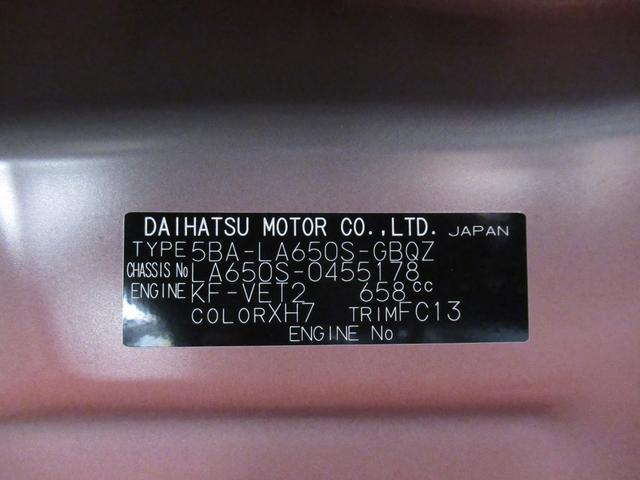 DAIHATSU MOTOR CO.,LTD. JAPAN
TYPE 5BA-LA650S-GBQZ
CHASSIS No LA650S-0455178
ENGINE KF-VET2 658cc
COLOR XH7 TRIM FC13
ENGINE No